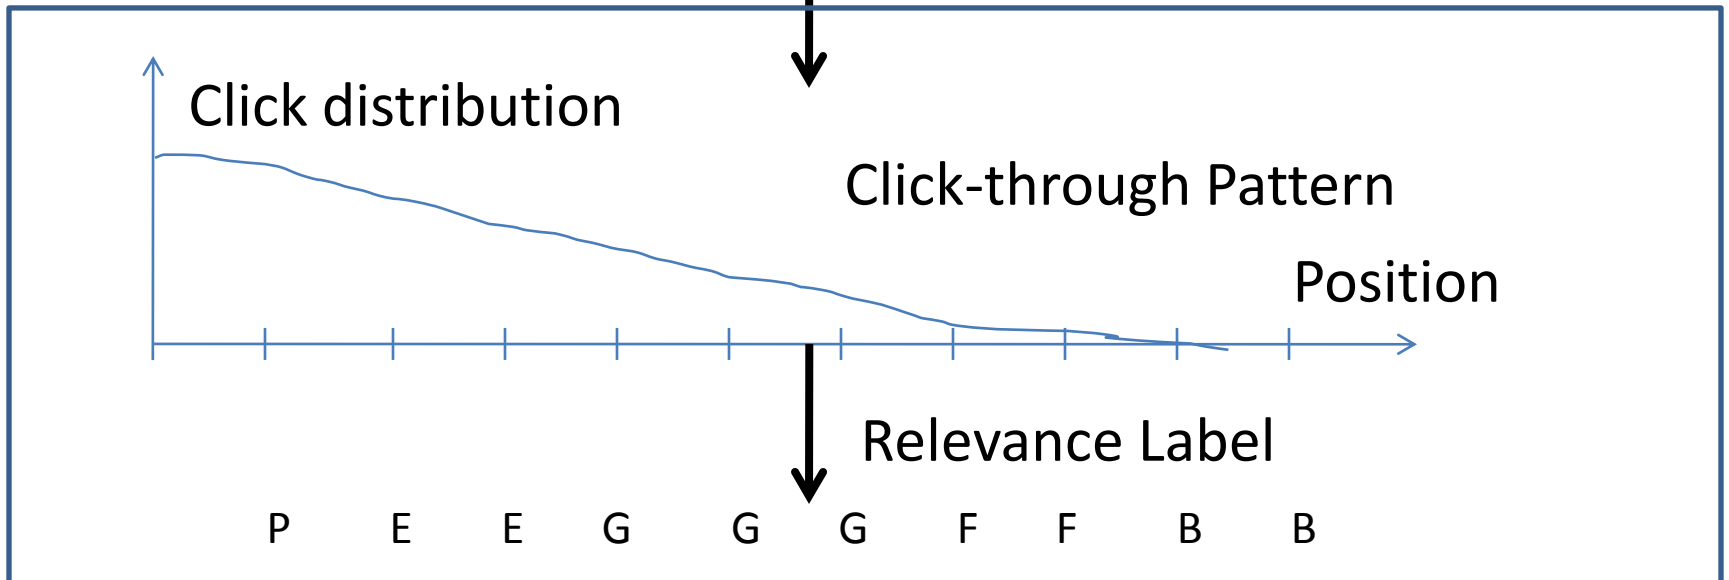 Click distribution
Click-through Pattern
Position
Relevance Label
P E E G G G F F B B